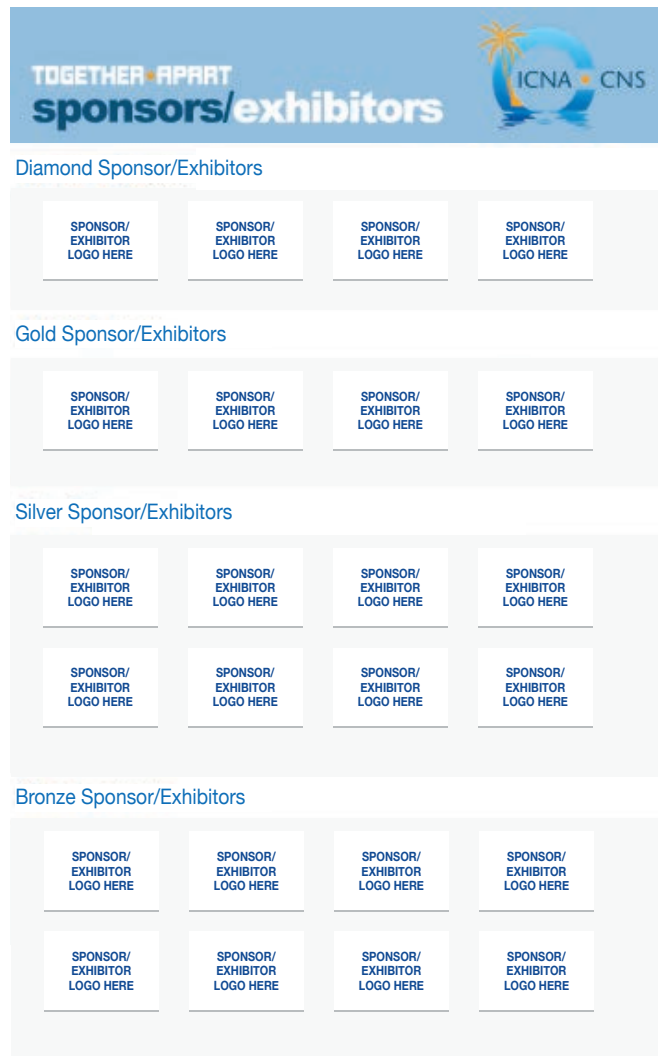 TOGETHER APART
sponsors/exhibitors
ICNA CNS
Diamond Sponsor/Exhibitors
SPONSOR/ SPONSOR/ SPONSOR/ SPONSOR/
EXHIBITOR EXHIBITOR EXHIBITOR EXHIBITOR
LOGO HERE LOGO HERE LOGO HERE LOGO HERE
Gold Sponsor/Exhibitors
SPONSOR/ SPONSOR/ SPONSOR/ SPONSOR/
EXHIBITOR EXHIBITOR EXHIBITOR EXHIBITOR
LOGO HERE LOGO HERE LOGO HERE LOGO HERE
Silver Sponsor/Exhibitors
SPONSOR/ SPONSOR/ SPONSOR/ SPONSOR/
EXHIBITOR EXHIBITOR EXHIBITOR EXHIBITOR
LOGO HERE LOGO HERE LOGO HERE LOGO HERE
SPONSOR/ SPONSOR/ SPONSOR/ SPONSOR/
EXHIBITOR EXHIBITOR EXHIBITOR EXHIBITOR
LOGO HERE LOGO HERE LOGO HERE LOGO HERE
Bronze Sponsor/Exhibitors
SPONSOR/ SPONSOR/ SPONSOR/ SPONSOR/
EXHIBITOR EXHIBITOR EXHIBITOR EXHIBITOR
LOGO HERE LOGO HERE LOGO HERE LOGO HERE
SPONSOR/ SPONSOR/ SPONSOR/ SPONSOR/
EXHIBITOR EXHIBITOR EXHIBITOR EXHIBITOR
LOGO HERE LOGO HERE LOGO HERE LOGO HERE